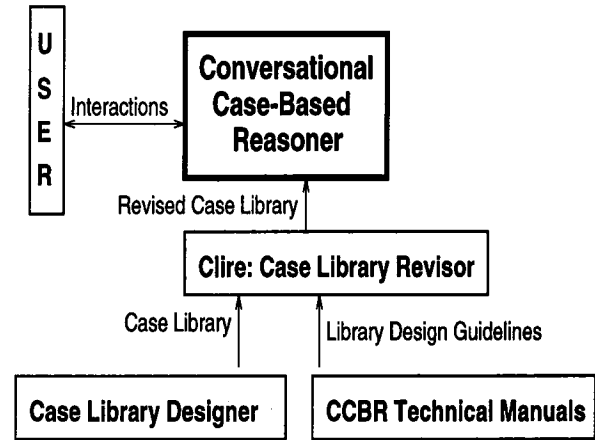 USER
Conversational
Case-Based
Reasoner
Interactions
Revised Case Library
Clire: Case Library Revisor
Case Library
Library Design Guidelines
Case Library Designer
CCBR Technical Manuals